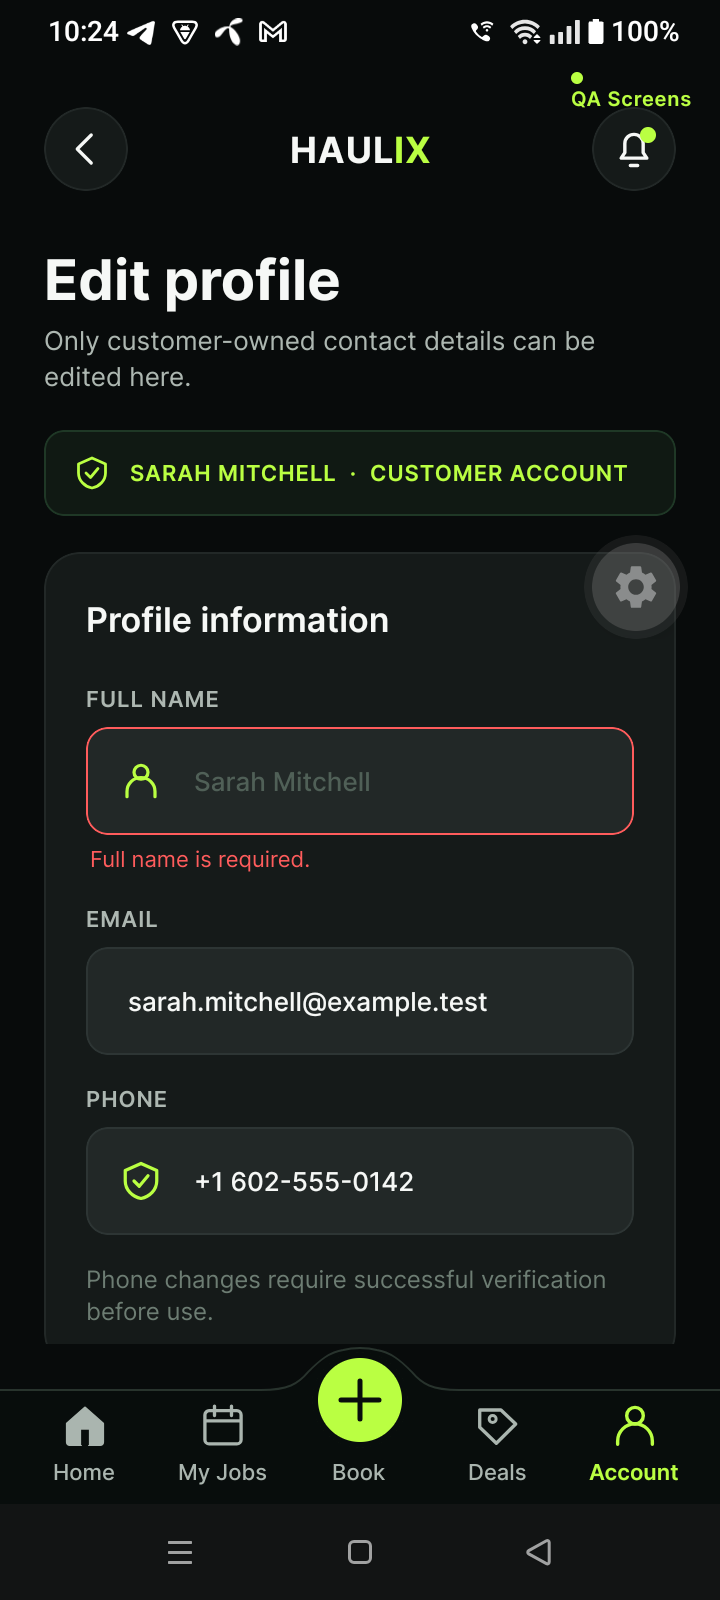 10:24
100%
QA Screens
HAULIX
Edit profile
Only customer-owned contact details can be
edited here.
SARAH MITCHELL · CUSTOMER ACCOUNT
Profile information
FULL NAME
Sarah Mitchell
Full name is required.
EMAIL
sarah.mitchell@example.test
PHONE
+1 602-555-0142
Phone changes require successful verification
before use.
Home
My Jobs
Book
Deals
Account